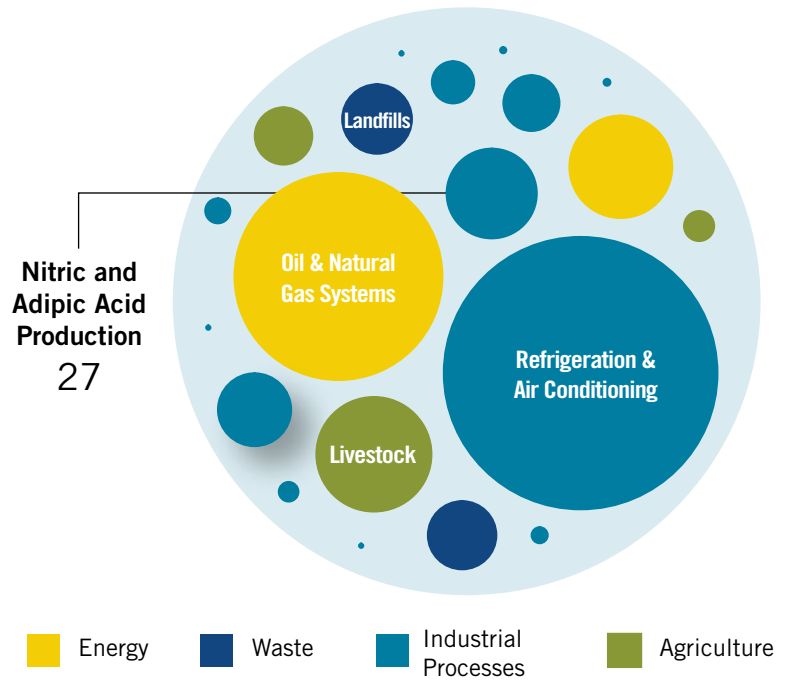 Landfills
Oil & Natural
Gas Systems
Nitric and
Adipic Acid
Production
27
Refrigeration &
Air Conditioning
Livestock
Energy
Waste
Industrial
Processes
Agriculture